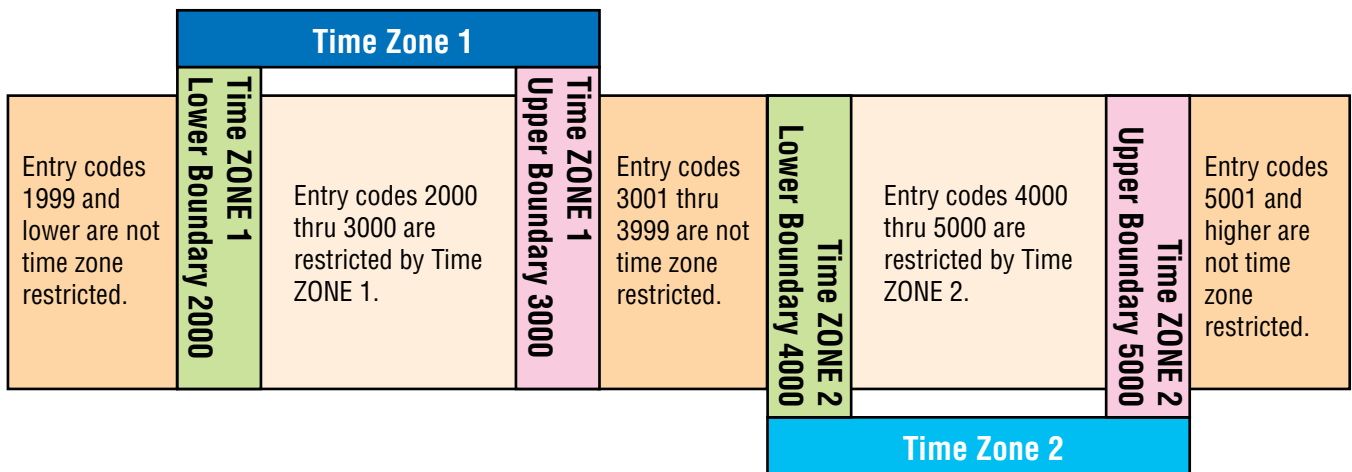 Time Zone 1
Entry codes
1999 and
lower are not
time zone
restricted.
Time ZONE 1
Lower Boundary 2000
Entry codes 2000
thru 3000 are
restricted by Time
ZONE 1.
Time ZONE 1
Upper Boundary 3000
Entry codes
3001 thru
3999 are not
time zone
restricted.
Time ZONE 2
Lower Boundary 4000
Entry codes 4000
thru 5000 are
restricted by Time
ZONE 2.
Time ZONE 2
Upper Boundary 5000
Entry codes
5001 and
higher are
not time
zone
restricted.
Time Zone 2